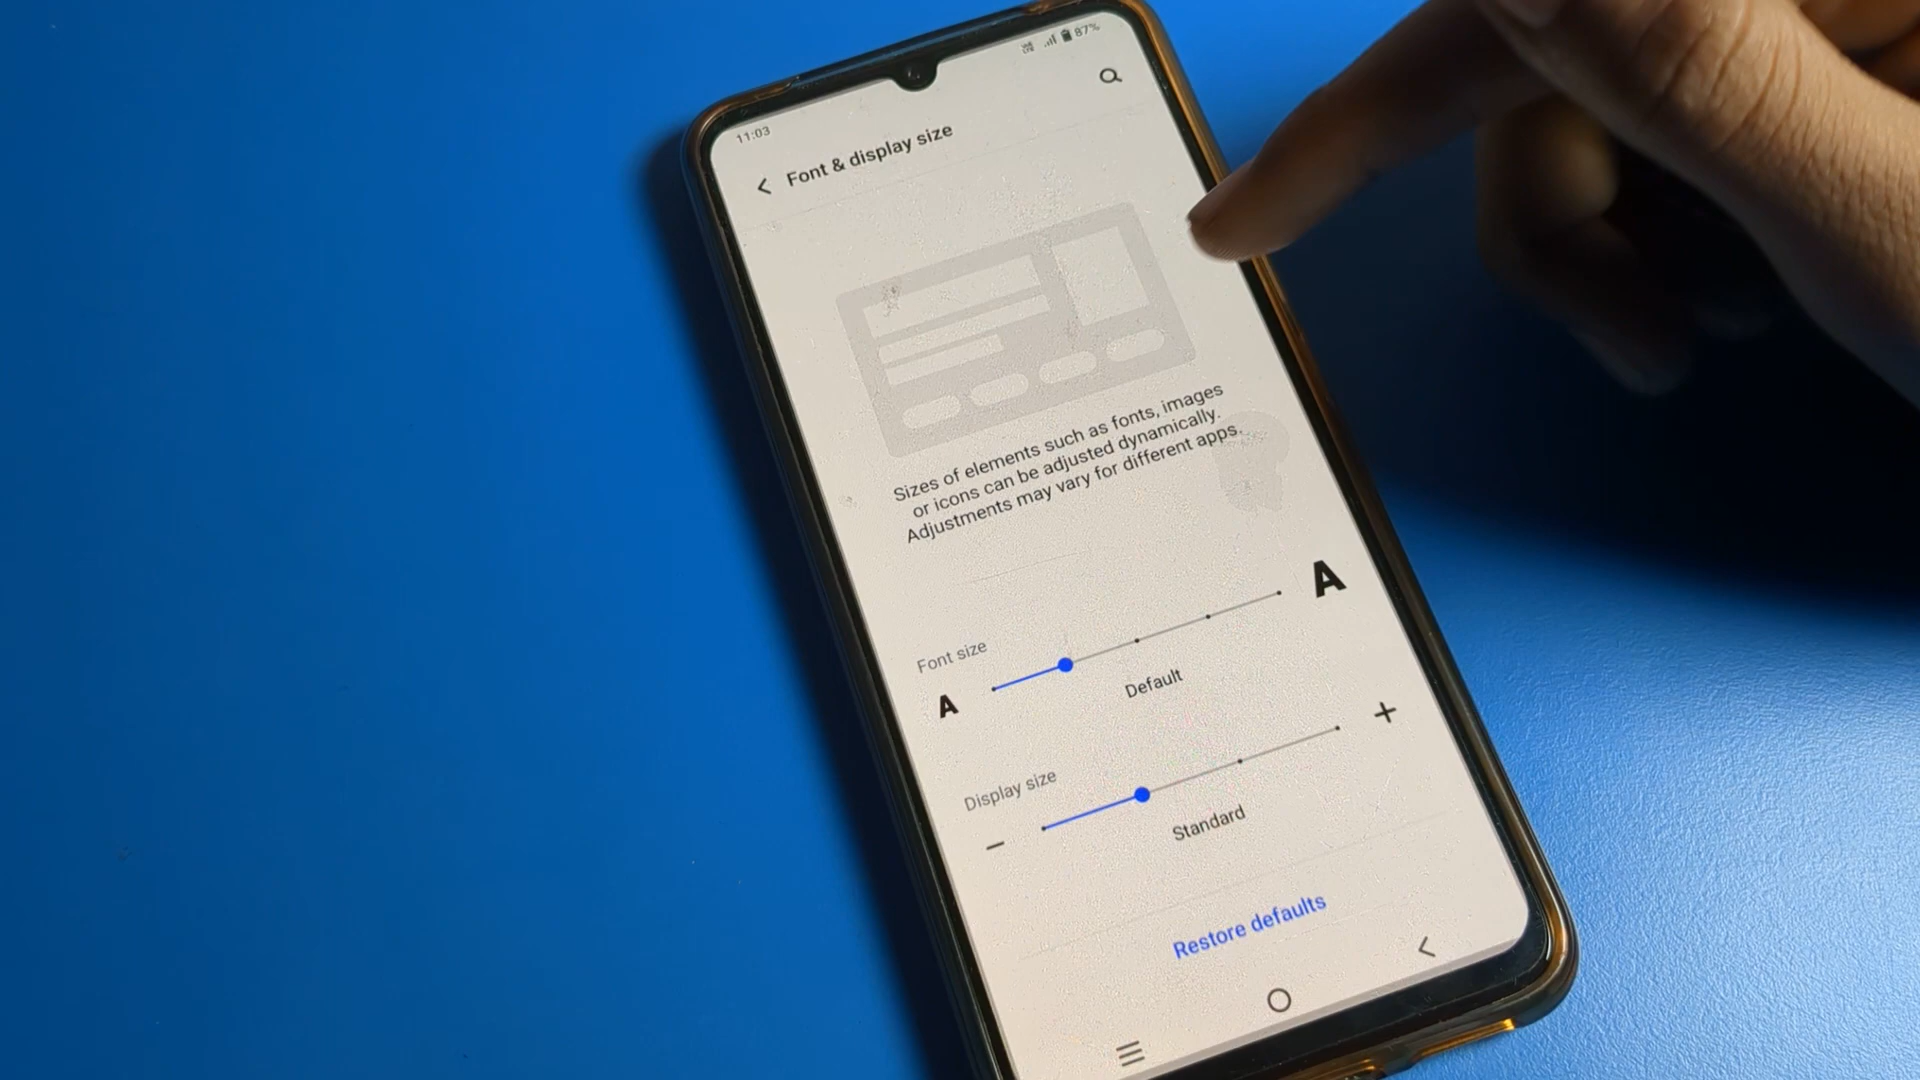 11:03 87%
Font & display size
Sizes of elements such as fonts, images
or icons can be adjusted dynamically.
Adjustments may vary for different apps.
Font size
A A
Default
Display size
Standard
Restore defaults